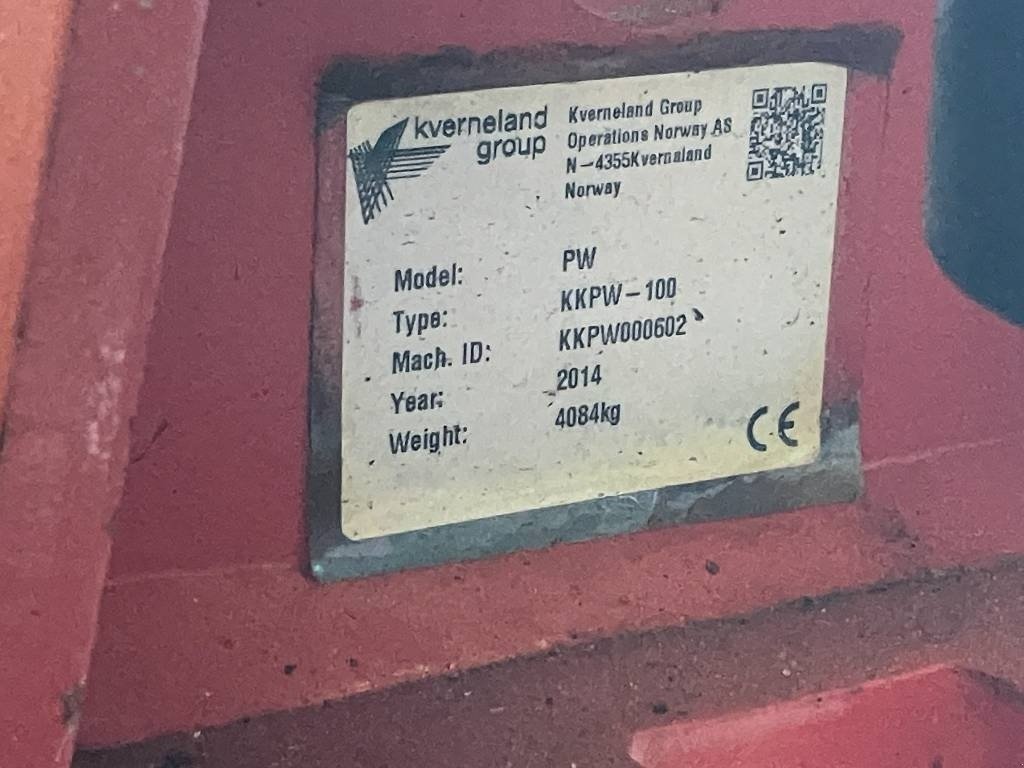 kverneland
group
Kverneland Group
Operations Norway AS
N-4355Kvernaland
Norway
Model: PW
Type: KKPW-100
Mach. ID: KKPW000602
Year: 2014
Weight: 4084kg
CE